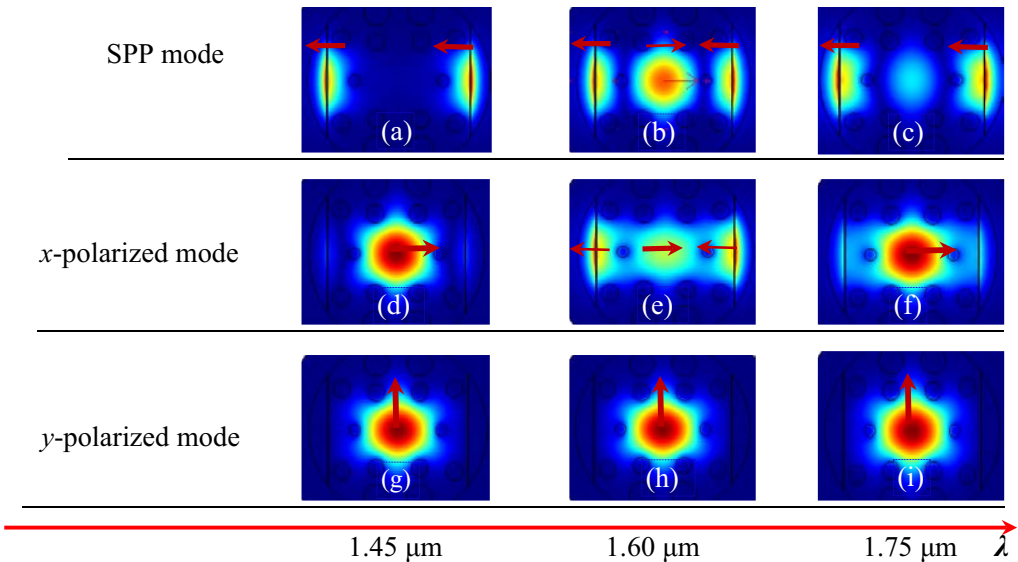 SPP mode
(a)
(b)
(c)
x-polarized mode
(d)
(e)
(f)
y-polarized mode
(g)
(h)
(i)
1.45 μm
1.60 μm
1.75 μm
λ